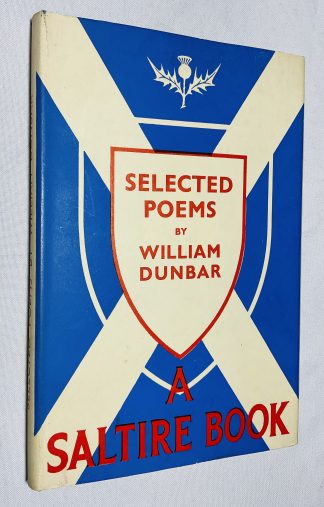 SELECTED
POEMS
BY
WILLIAM
DUNBAR
A
SALTIRE BOOK